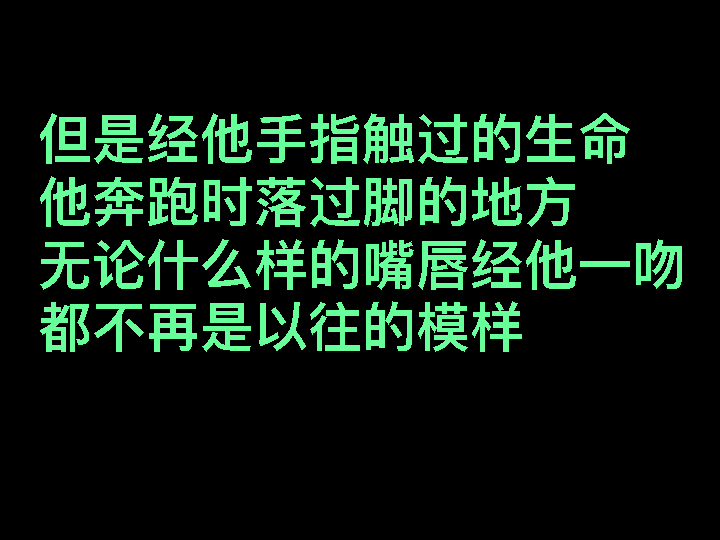 但是经他手指触过的生命
他奔跑时落过脚的地方
无论什么样的嘴唇经他一吻
都不再是以往的模样